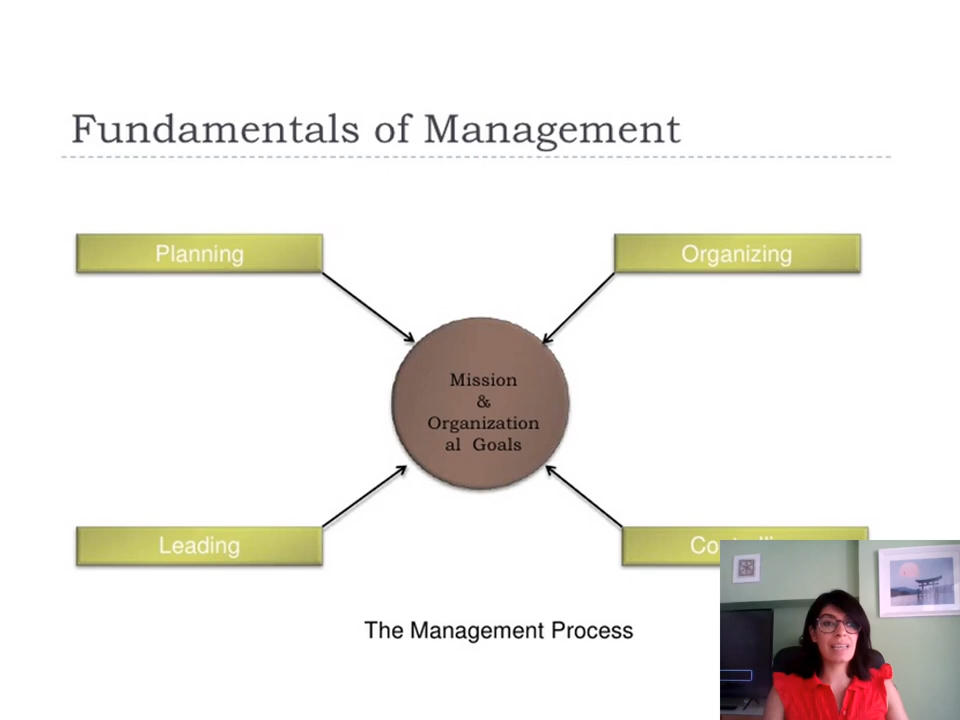 Fundamentals of Management
Planning
Organizing
Mission
&
Organization
al Goals
Leading
The Management Process